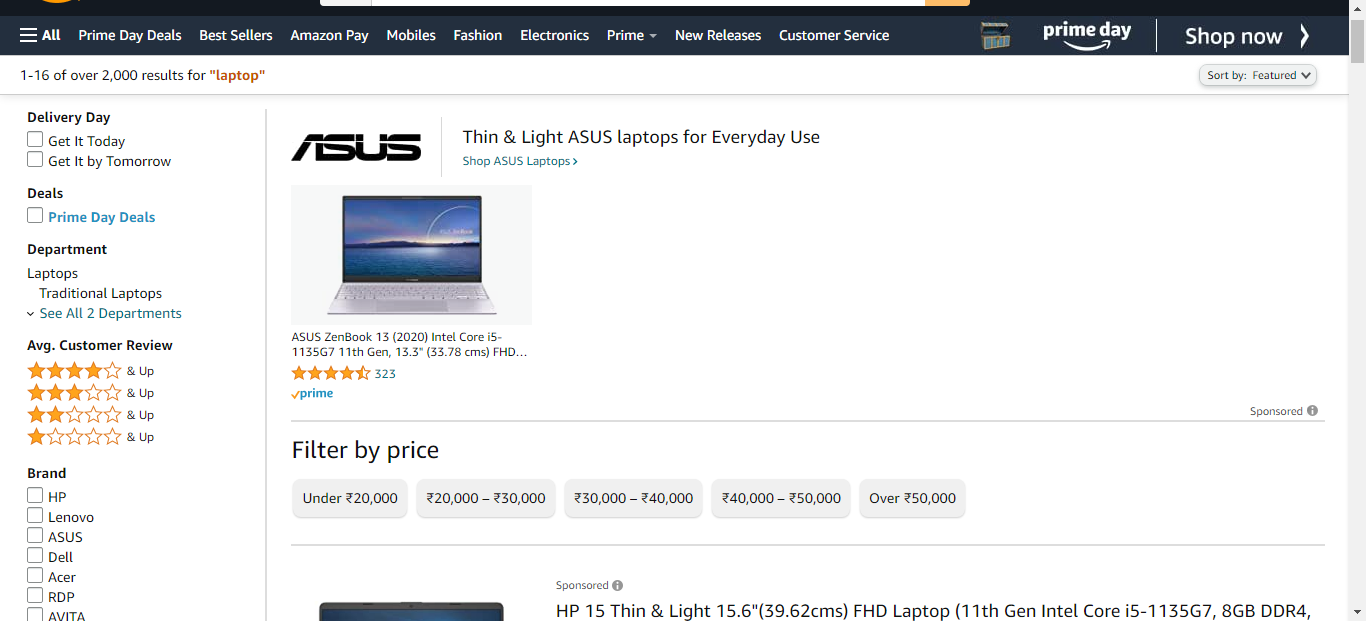 All Prime Day Deals Best Sellers Amazon Pay Mobiles Fashion Electronics Prime New Releases Customer Service prime day Shop now
1-16 of over 2,000 results for "laptop"
Sort by: Featured
Delivery Day
Get It Today
Get It by Tomorrow
Deals
Prime Day Deals
Department
Laptops
Traditional Laptops
See All 2 Departments
Avg. Customer Review
& Up
& Up
& Up
& Up
Brand
HP
Lenovo
ASUS
Dell
Acer
RDP
AVITA
ASUS
Thin & Light ASUS laptops for Everyday Use
Shop ASUS Laptops
ASUS ZenBook 13 (2020) Intel Core i5-
1135G7 11th Gen, 13.3" (33.78 cms) FHD...
323
prime
Sponsored
Filter by price
Under ₹20,000
₹20,000 – ₹30,000
₹30,000 – ₹40,000
₹40,000 – ₹50,000
Over ₹50,000
Sponsored
HP 15 Thin & Light 15.6"(39.62cms) FHD Laptop (11th Gen Intel Core i5-1135G7, 8GB DDR4,